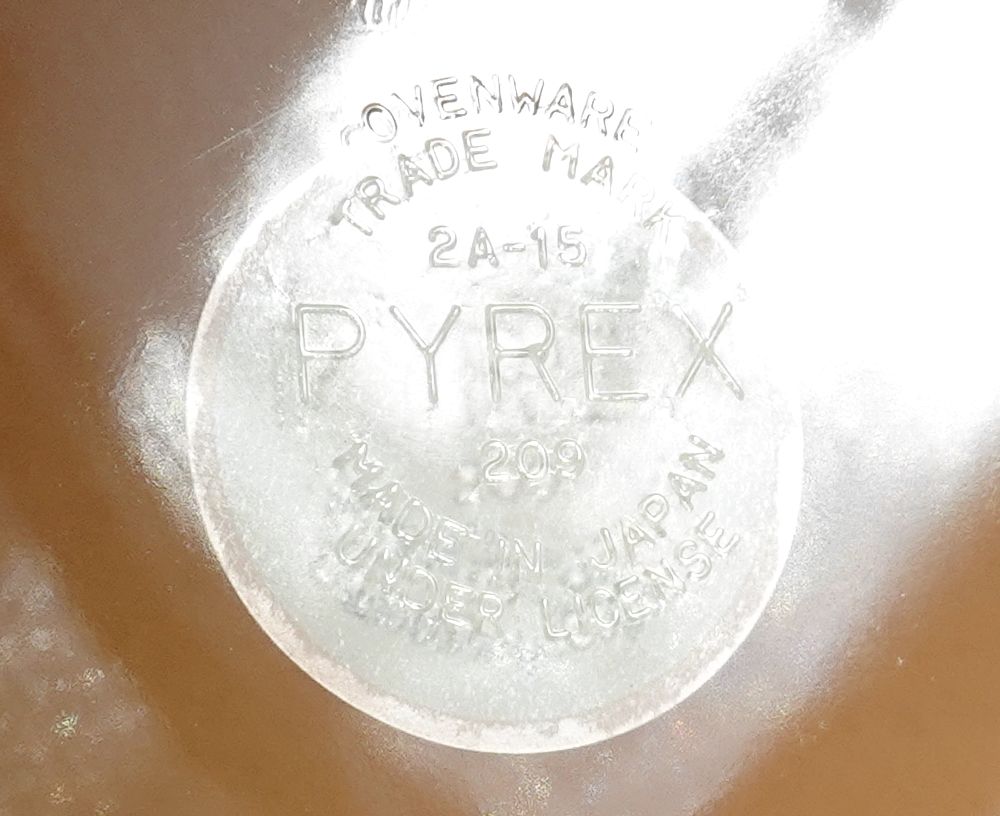 OVENWARE
TRADE MARK
2A-15
PYREX
209
MADE IN JAPAN
UNDER LICENSE